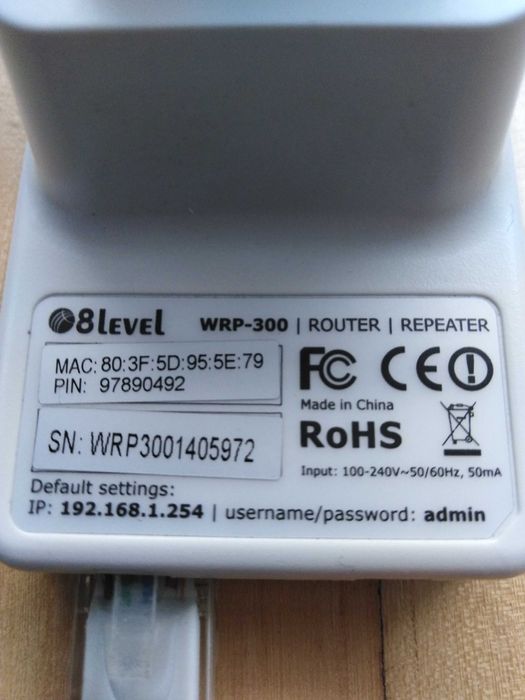 8LEVEL WRP-300 | ROUTER | REPEATER
MAC: 80:3F:5D:95:5E:79
PIN: 97890492
FC CE
Made in China
RoHS
SN: WRP3001405972
Input: 100-240V~50/60Hz, 50mA
Default settings:
IP: 192.168.1.254 | username/password: admin